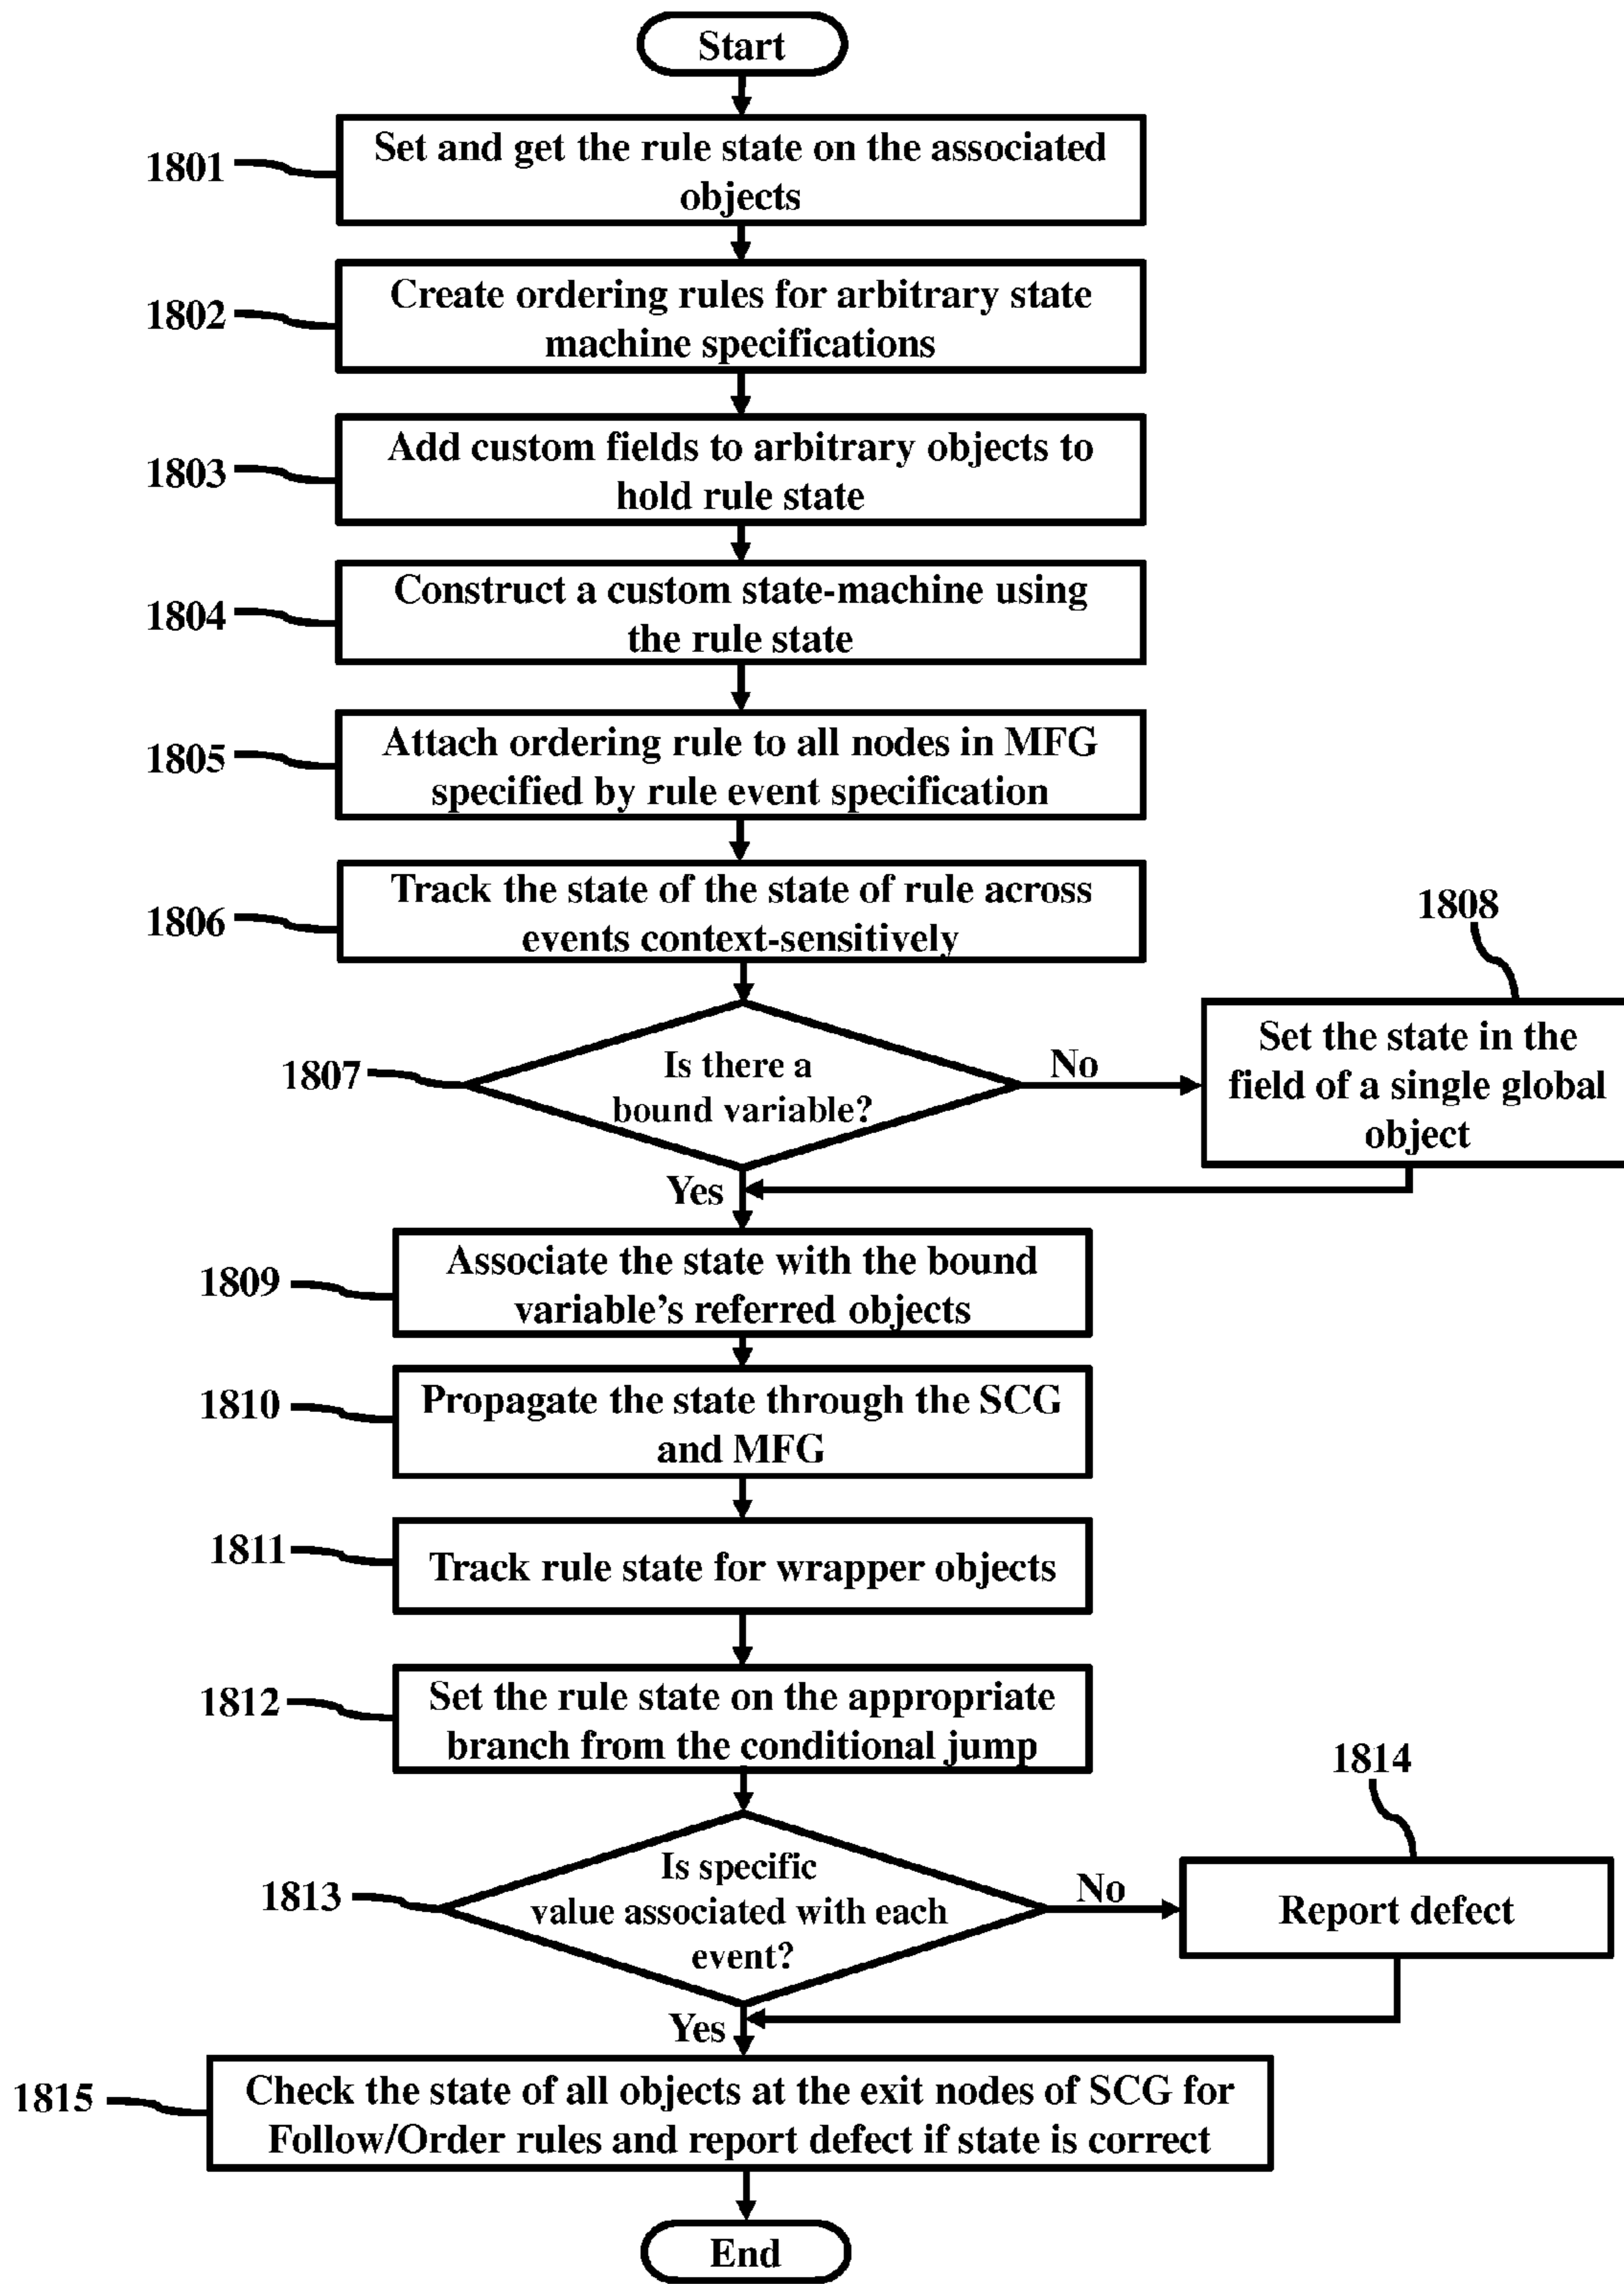 Start
1801
Set and get the rule state on the associated
objects
1802
Create ordering rules for arbitrary state
machine specifications
1803
Add custom fields to arbitrary objects to
hold rule state
1804
Construct a custom state-machine using
the rule state
1805
Attach ordering rule to all nodes in MFG
specified by rule event specification
1806
Track the state of the state of rule across
events context-sensitively
1807
Is there a
bound variable?
No
1808
Set the state in the
field of a single global
object
Yes
1809
Associate the state with the bound
variable's referred objects
1810
Propagate the state through the SCG
and MFG
1811
Track rule state for wrapper objects
1812
Set the rule state on the appropriate
branch from the conditional jump
1813
Is specific
value associated with each
event?
No
1814
Report defect
Yes
1815
Check the state of all objects at the exit nodes of SCG for
Follow/Order rules and report defect if state is correct
End